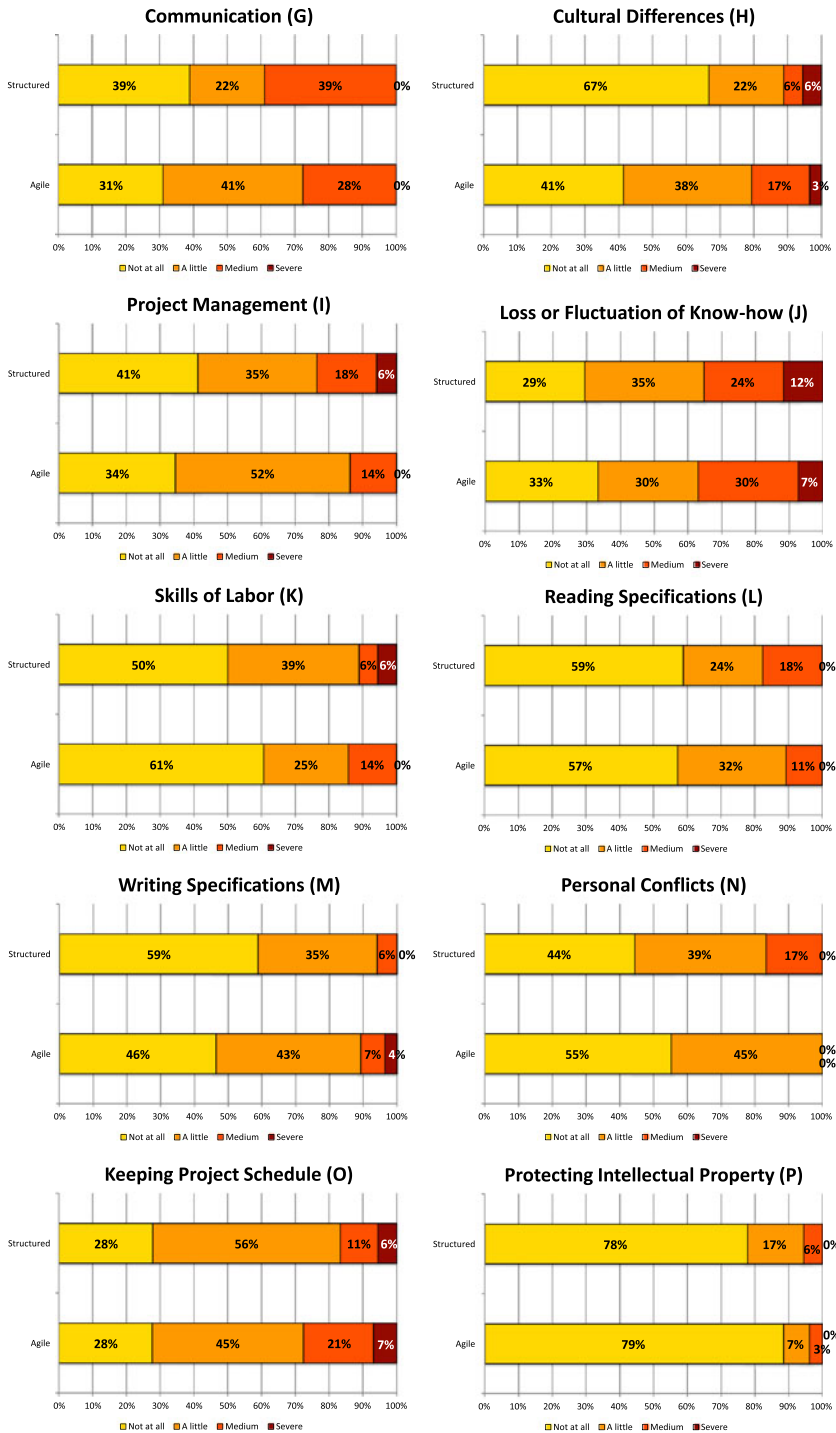 Communication (G)
Structured
39% 22% 39% 0%
Agile
31% 41% 28% 0%
0% 10% 20% 30% 40% 50% 60% 70% 80% 90% 100%
Not at all A little Medium Severe
Cultural Differences (H)
Structured
67% 22% 6% 6%
Agile
41% 38% 17% 3%
0% 10% 20% 30% 40% 50% 60% 70% 80% 90% 100%
Not at all A little Medium Severe
Project Management (I)
Structured
41% 35% 18% 6%
Agile
34% 52% 14% 0%
0% 10% 20% 30% 40% 50% 60% 70% 80% 90% 100%
Not at all A little Medium Severe
Loss or Fluctuation of Know-how (J)
Structured
29% 35% 24% 12%
Agile
33% 30% 30% 7%
0% 10% 20% 30% 40% 50% 60% 70% 80% 90% 100%
Not at all A little Medium Severe
Skills of Labor (K)
Structured
50% 39% 6% 6%
Agile
61% 25% 14% 0%
0% 10% 20% 30% 40% 50% 60% 70% 80% 90% 100%
Not at all A little Medium Severe
Reading Specifications (L)
Structured
59% 24% 18% 0%
Agile
57% 32% 11% 0%
0% 10% 20% 30% 40% 50% 60% 70% 80% 90% 100%
Not at all A little Medium Severe
Writing Specifications (M)
Structured
59% 35% 6% 0%
Agile
46% 43% 7% 4%
0% 10% 20% 30% 40% 50% 60% 70% 80% 90% 100%
Not at all A little Medium Severe
Personal Conflicts (N)
Structured
44% 39% 17% 0%
Agile
55% 45% 0%
0%
0% 10% 20% 30% 40% 50% 60% 70% 80% 90% 100%
Not at all A little Medium Severe
Keeping Project Schedule (O)
Structured
28% 56% 11% 6%
Agile
28% 45% 21% 7%
0% 10% 20% 30% 40% 50% 60% 70% 80% 90% 100%
Not at all A little Medium Severe
Protecting Intellectual Property (P)
Structured
78% 17% 6% 0%
Agile
79% 7% 3% 0%
0% 10% 20% 30% 40% 50% 60% 70% 80% 90% 100%
Not at all A little Medium Severe